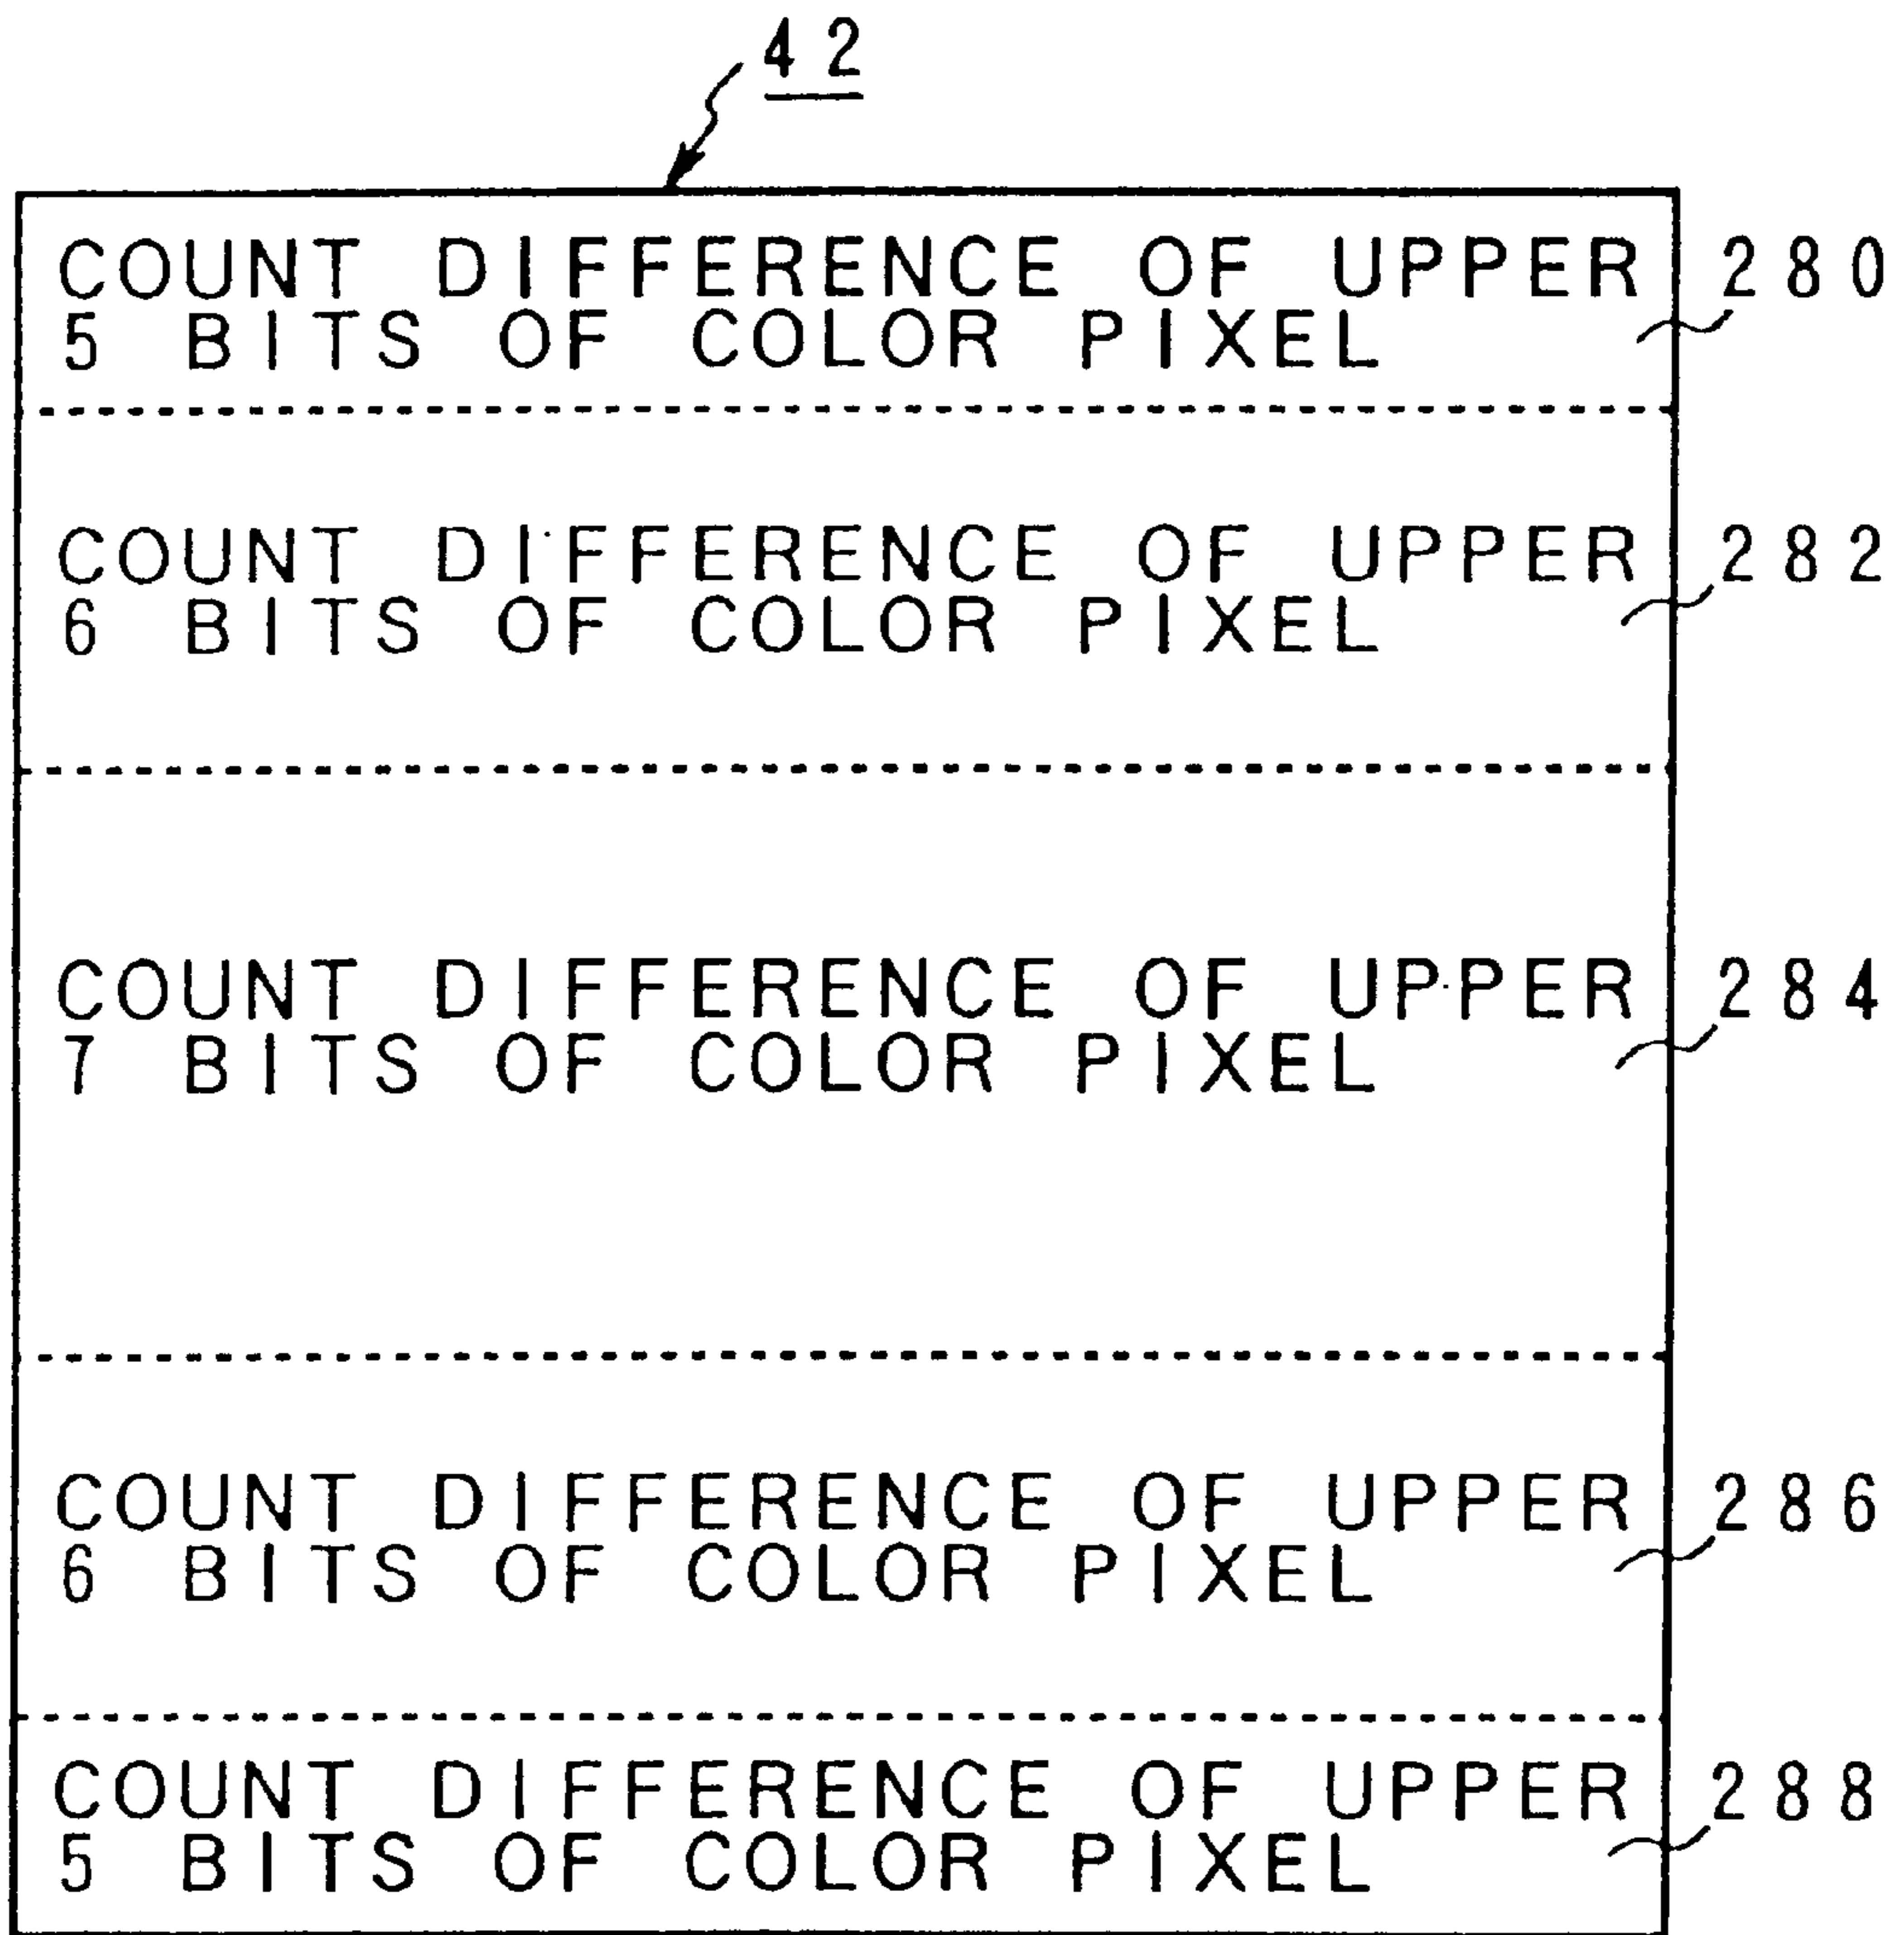 42
COUNT DIFFERENCE OF UPPER 280
5 BITS OF COLOR PIXEL
COUNT DIFFERENCE OF UPPER 282
6 BITS OF COLOR PIXEL
COUNT DIFFERENCE OF UPPER 284
7 BITS OF COLOR PIXEL
COUNT DIFFERENCE OF UPPER 286
6 BITS OF COLOR PIXEL
COUNT DIFFERENCE OF UPPER 288
5 BITS OF COLOR PIXEL